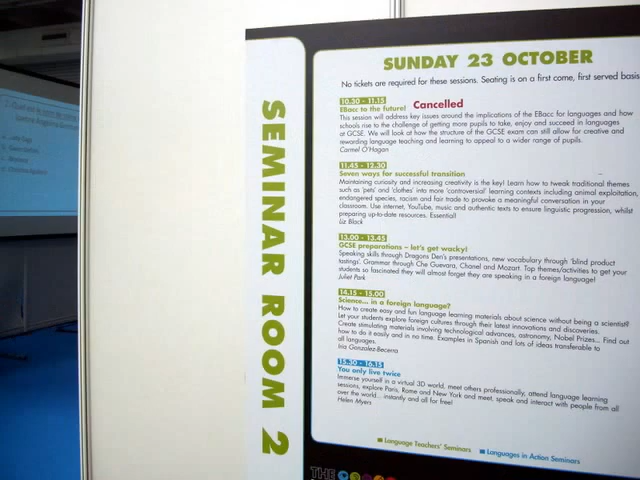 SEMINAR ROOM 2
SUNDAY 23 OCTOBER
No tickets are required for these sessions. Seating is on a first come, first served basis
10.30 - 11.15
EBacc to the future! Cancelled
This session will address key issues around the implications of the EBacc for languages and how
schools rise to the challenge of getting more pupils to take, enjoy and succeed in languages
at GCSE. We will look at how the structure of the GCSE exam can still allow for creative and
rewarding language teaching and learning to appeal to a wider range of pupils.
Carmel O'Hagan
11.45 - 12.30
Seven ways for successful transition
Maintaining curiosity and increasing creativity is the key! Learn how to tweak traditional themes
such as 'pets' and 'clothes' into more 'controversial' learning contexts including animal exploitation,
endangered species, racism and fair trade to provoke a meaningful conversation in your
classroom. Use internet, YouTube, music and authentic texts to ensure linguistic progression, whilst
preparing up-to-date resources. Essential!
Liz Black
13.00 - 13.45
GCSE preparations – let's get wacky!
Speaking skills through Dragons Den's presentations, new vocabulary through 'blind product
tastings'. Grammar through Che Guevara, Chanel and Mozart. Top themes/activities to get your
students so fascinated they will almost forget they are speaking in a foreign language!
Juliet Park
14.15 - 15.00
Science... in a foreign language?
How to create easy and fun language learning materials about science without being a scientist?
Let your students explore foreign cultures through their latest innovations and discoveries.
Create stimulating materials involving technological advances, astronomy, Nobel Prizes... Find out
how to do it easily and in no time. Examples in Spanish and lots of ideas transferable to
all languages.
Iria Gonzalez-Becerra
15.30 - 16.15
You only live twice
Immerse yourself in a virtual 3D world, meet others professionally, attend language learning
sessions, explore Paris, Rome and New York and meet, speak and interact with people from all
over the world... instantly and all for free!
Helen Myers
Language Teachers' Seminars Languages in Action Seminars
THE